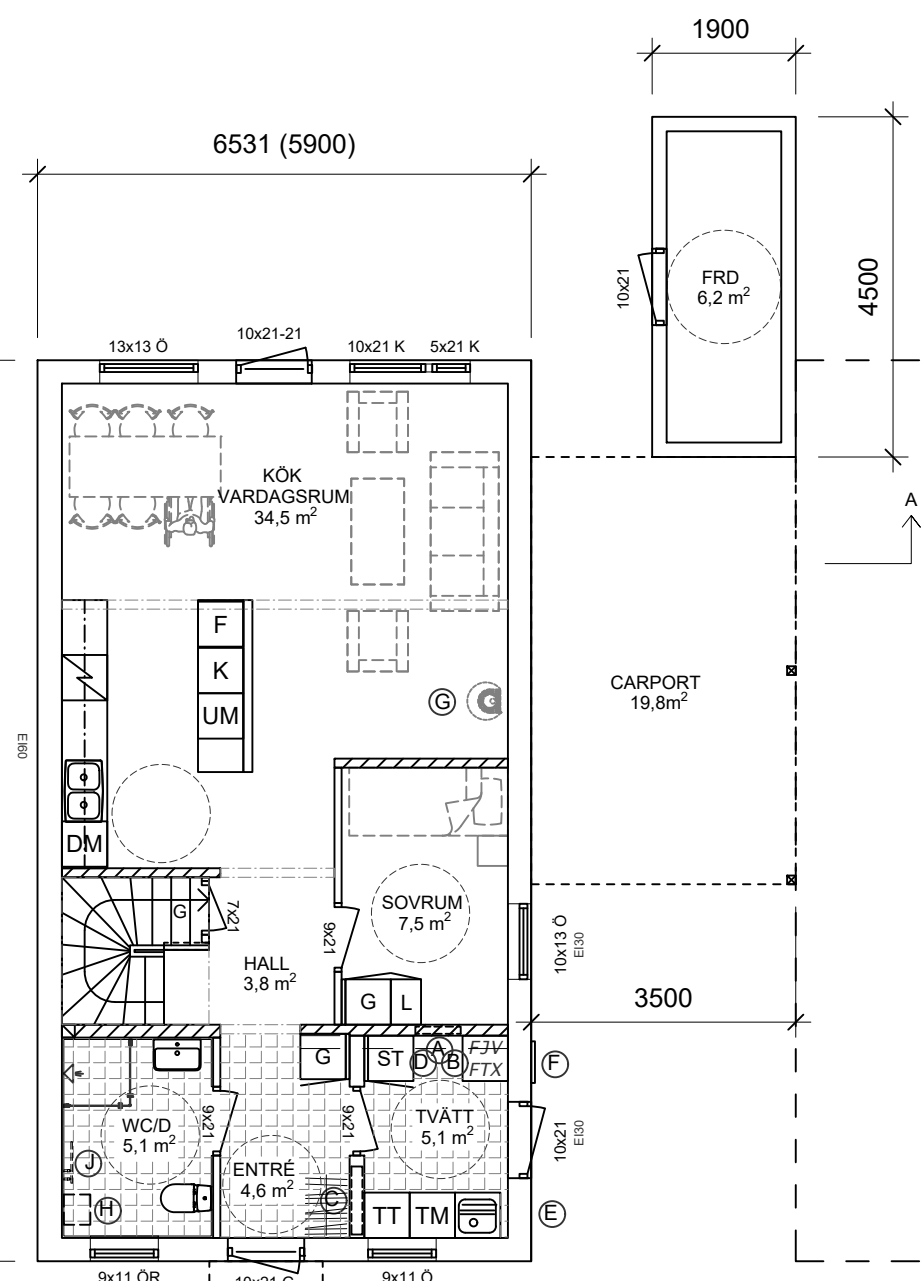 1900
6531 (5900)
4500
10x21
FRD
6,2 m²
13x13 Ö
10x21-21
10x21 K
5x21 K
KÖK
VARDAGSRUM
34,5 m²
A
F
K
UM
G
CARPORT
19,8m²
EI60
DM
G
7x21
SOVRUM
7,5 m²
9x21
HALL
3,8 m²
G
L
10x13 Ö
EI30
3500
G
ST
D
A
B
FJV
FTX
F
WC/D
5,1 m²
9x21
9x21
TVÄTT
5,1 m²
10x21
EI30
J
ENTRÉ
4,6 m²
C
H
TT
TM
E
9x11 ÖR
10x21 G
9x11 Ö